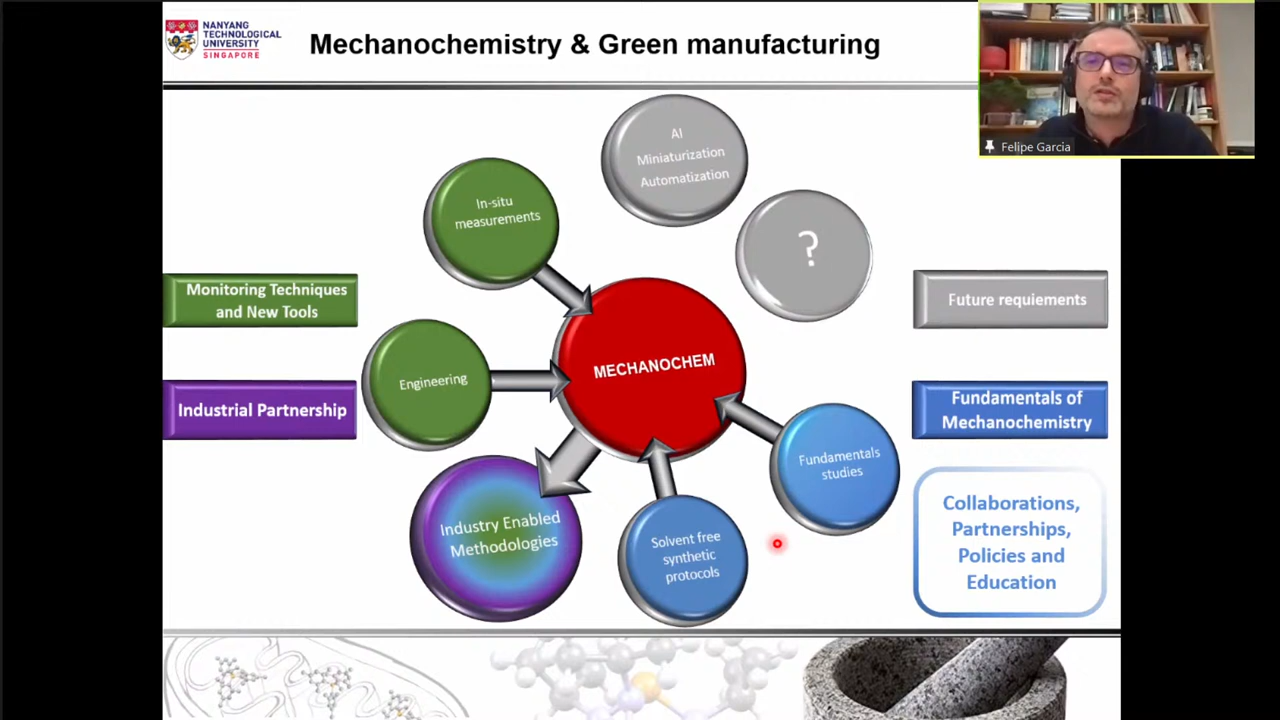 NANYANG
TECHNOLOGICAL
UNIVERSITY
SINGAPORE
Mechanochemistry & Green manufacturing
Felipe Garcia
AI
Miniaturization
Automatization
In-situ
measurements
?
Monitoring Techniques
and New Tools
Future requiements
MECHANOCHEM
Engineering
Industrial Partnership
Fundamentals of
Mechanochemistry
Fundamentals
studies
Industry Enabled
Methodologies
Solvent free
synthetic
protocols
Collaborations,
Partnerships,
Policies and
Education